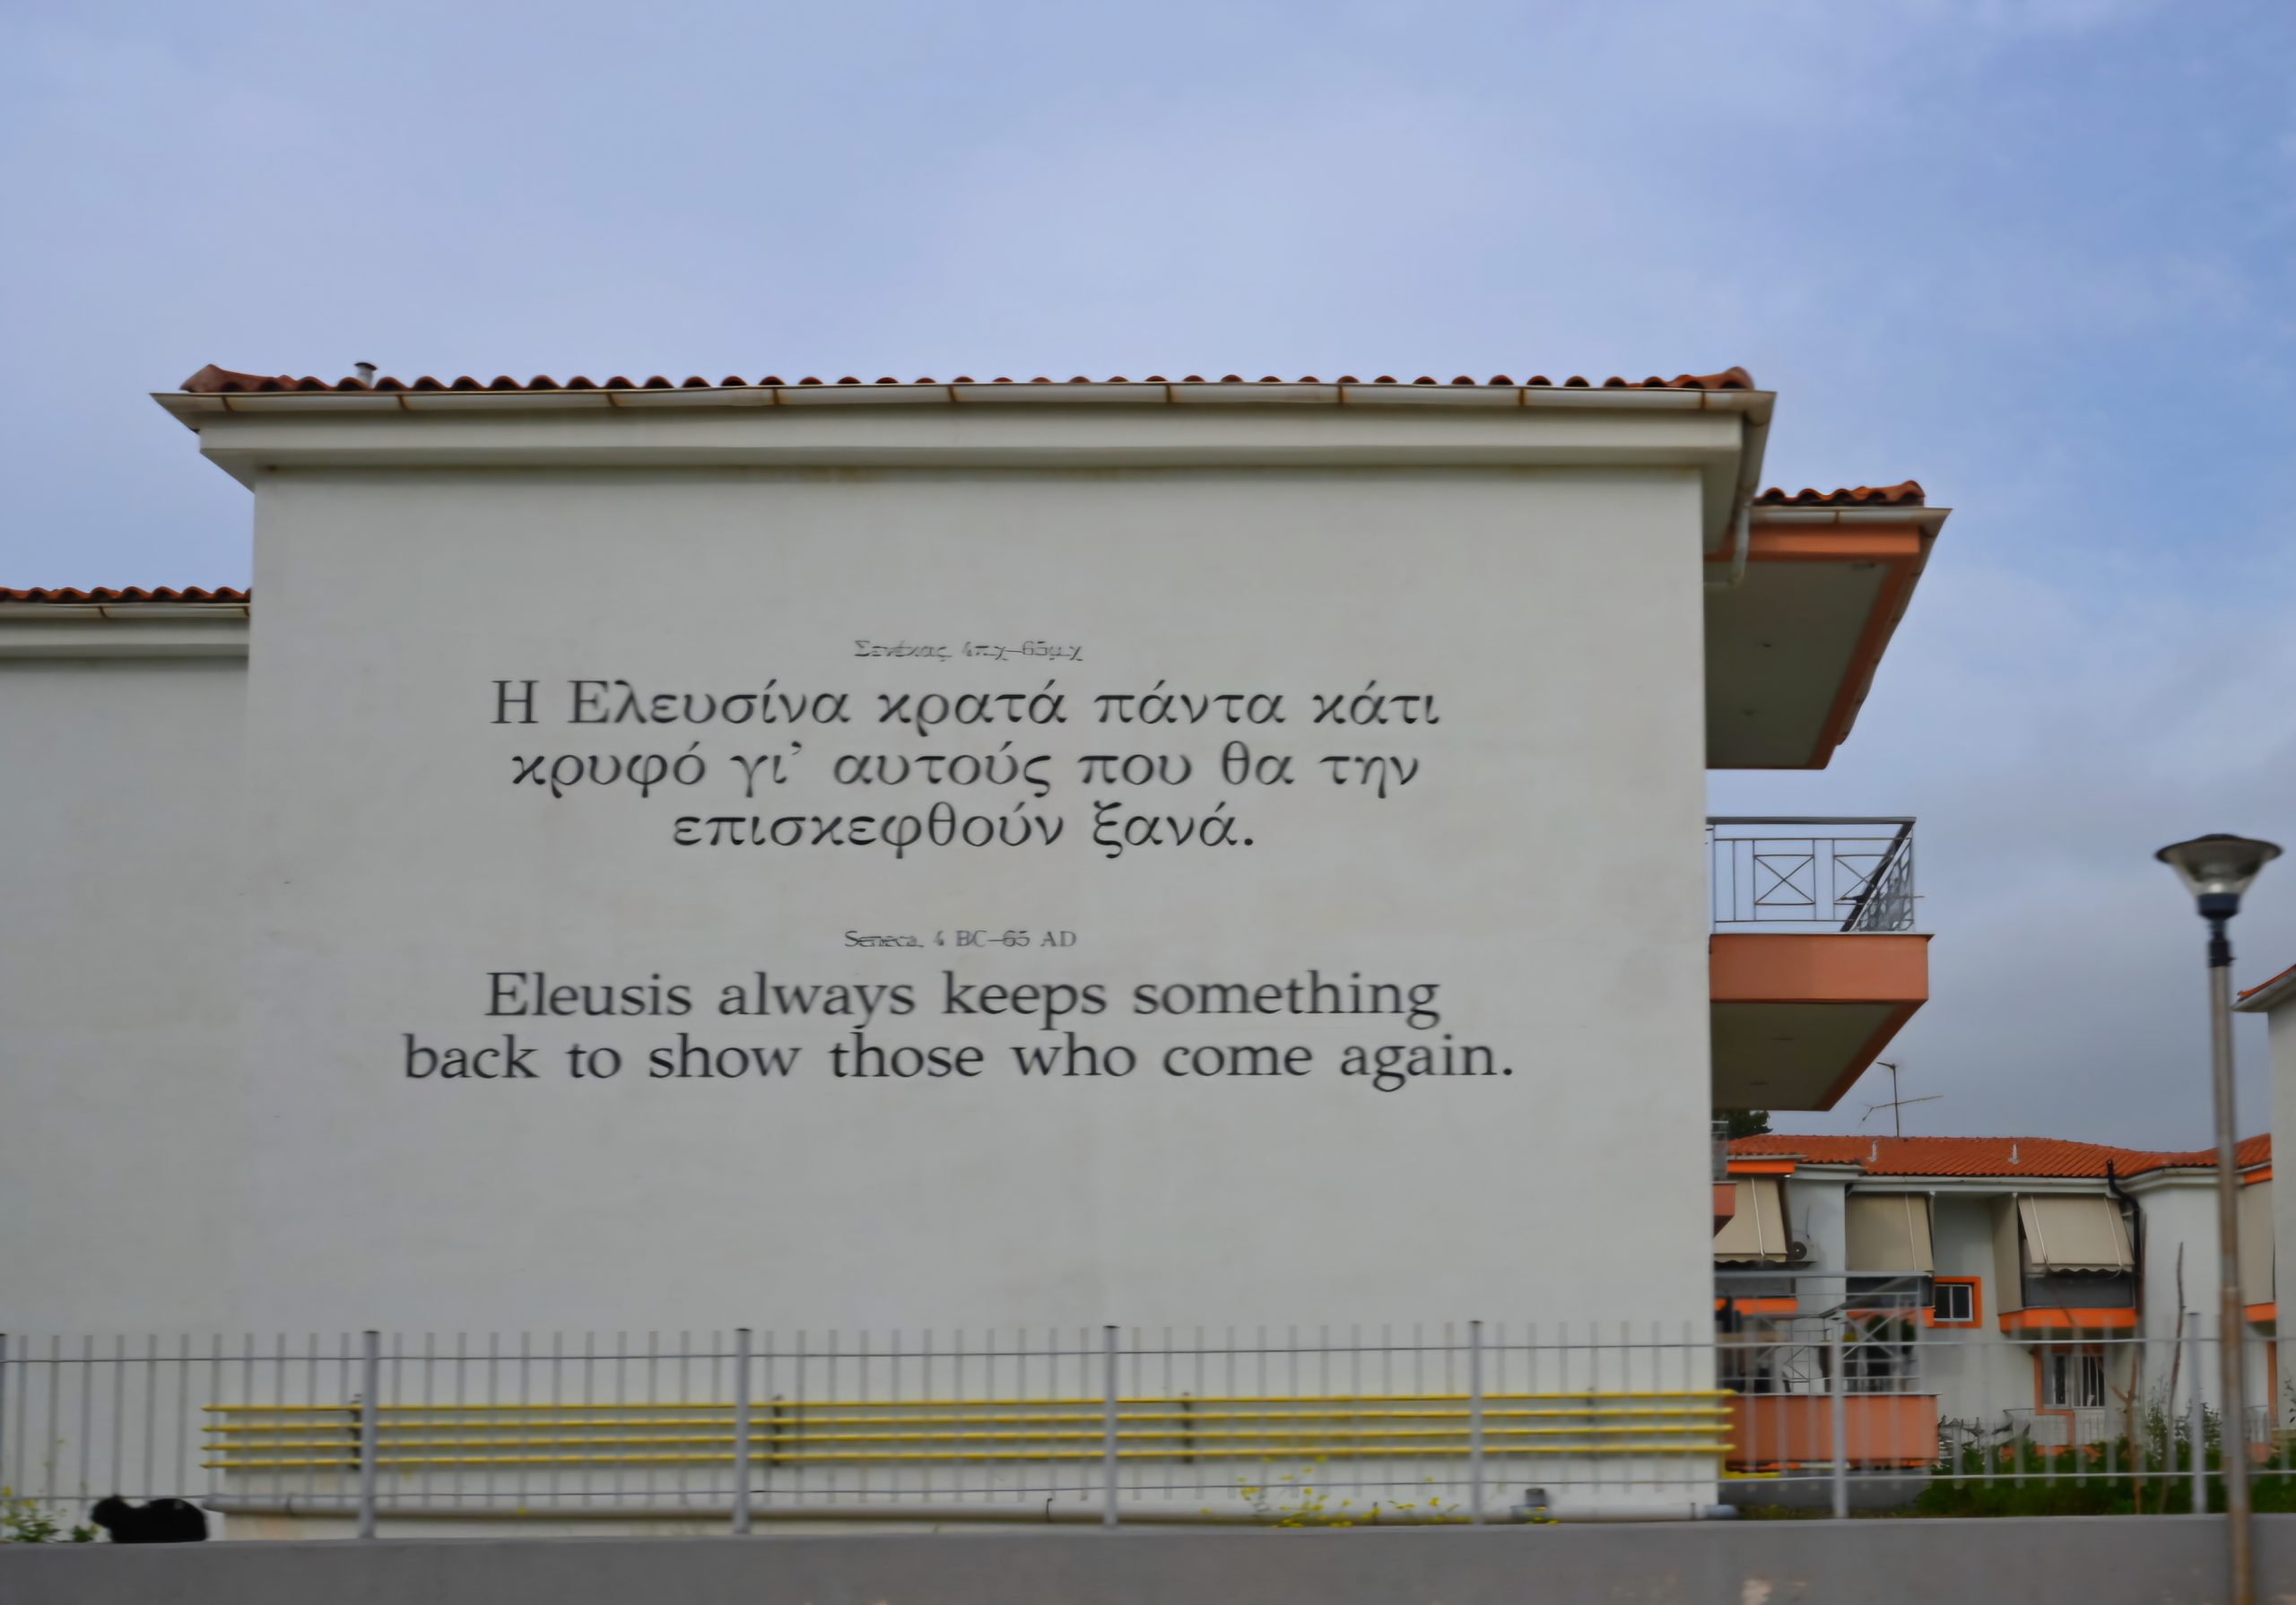 Σενέκας, 4π.χ–65μ.χ
Η Ελευσίνα κρατά πάντα κάτι
κρυφό γι’ αυτούς που θα την
επισκεφθούν ξανά.
Seneca, 4 BC–65 AD
Eleusis always keeps something
back to show those who come again.